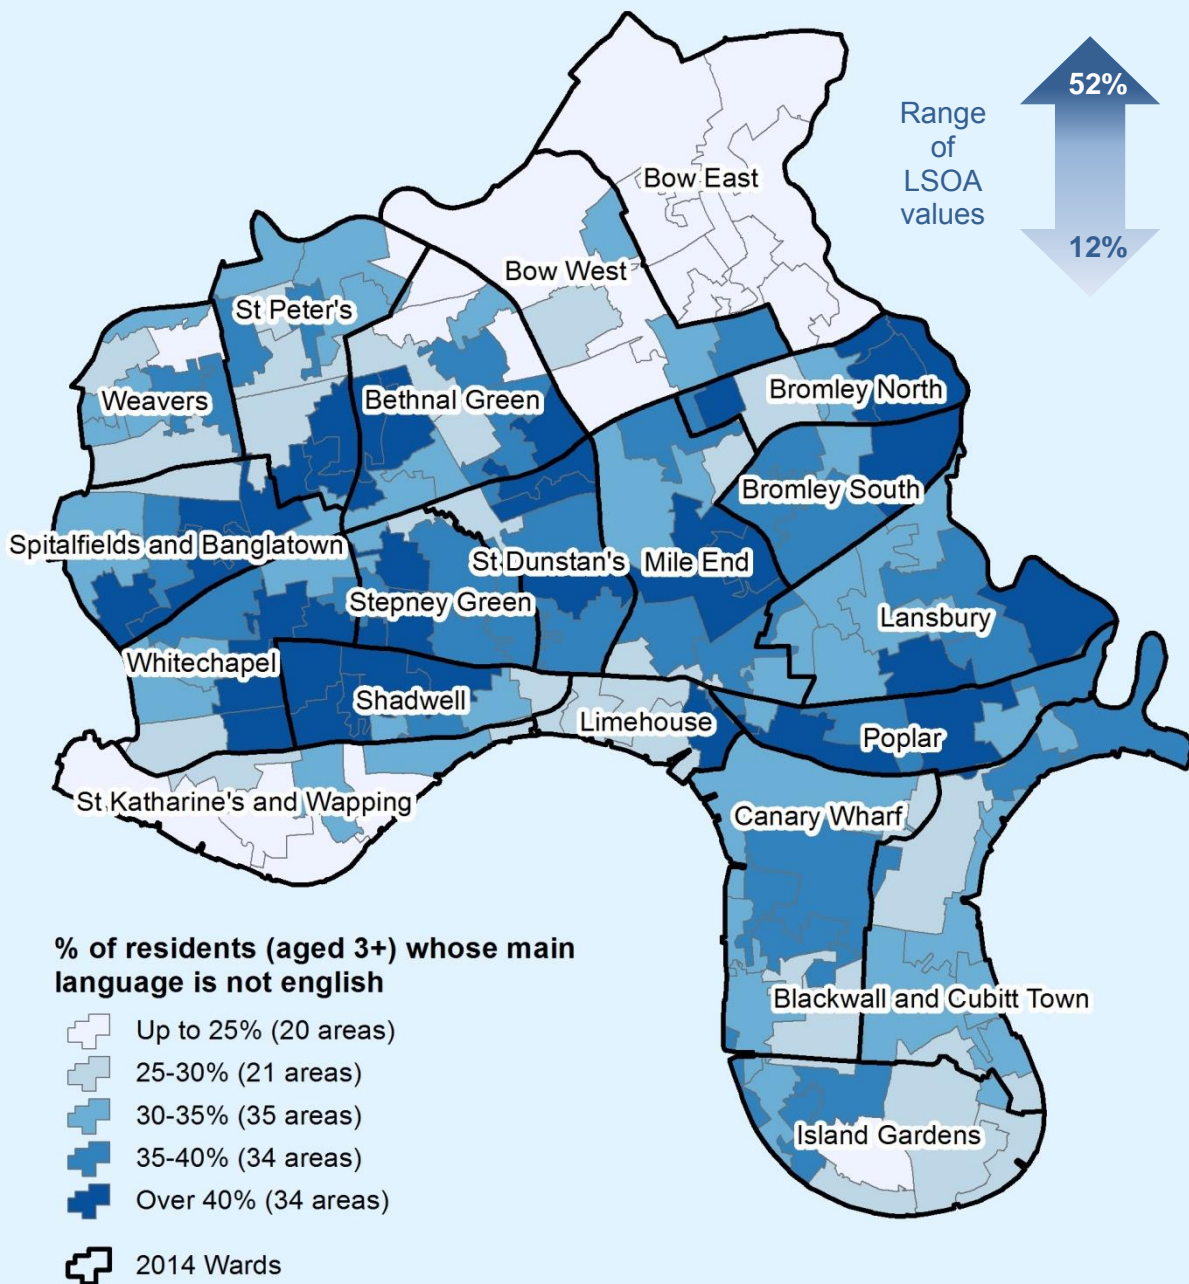 52%
Range
of
LSOA
values
12%
Bow East
Bow West
St Peter's
Weavers
Bethnal Green
Bromley North
Bromley South
Spitalfields and Banglatown
St Dunstan's
Mile End
Stepney Green
Lansbury
Whitechapel
Shadwell
Limehouse
Poplar
St Katharine's and Wapping
Canary Wharf
Blackwall and Cubitt Town
Island Gardens
% of residents (aged 3+) whose main
language is not english
Up to 25% (20 areas)
25-30% (21 areas)
30-35% (35 areas)
35-40% (34 areas)
Over 40% (34 areas)
2014 Wards